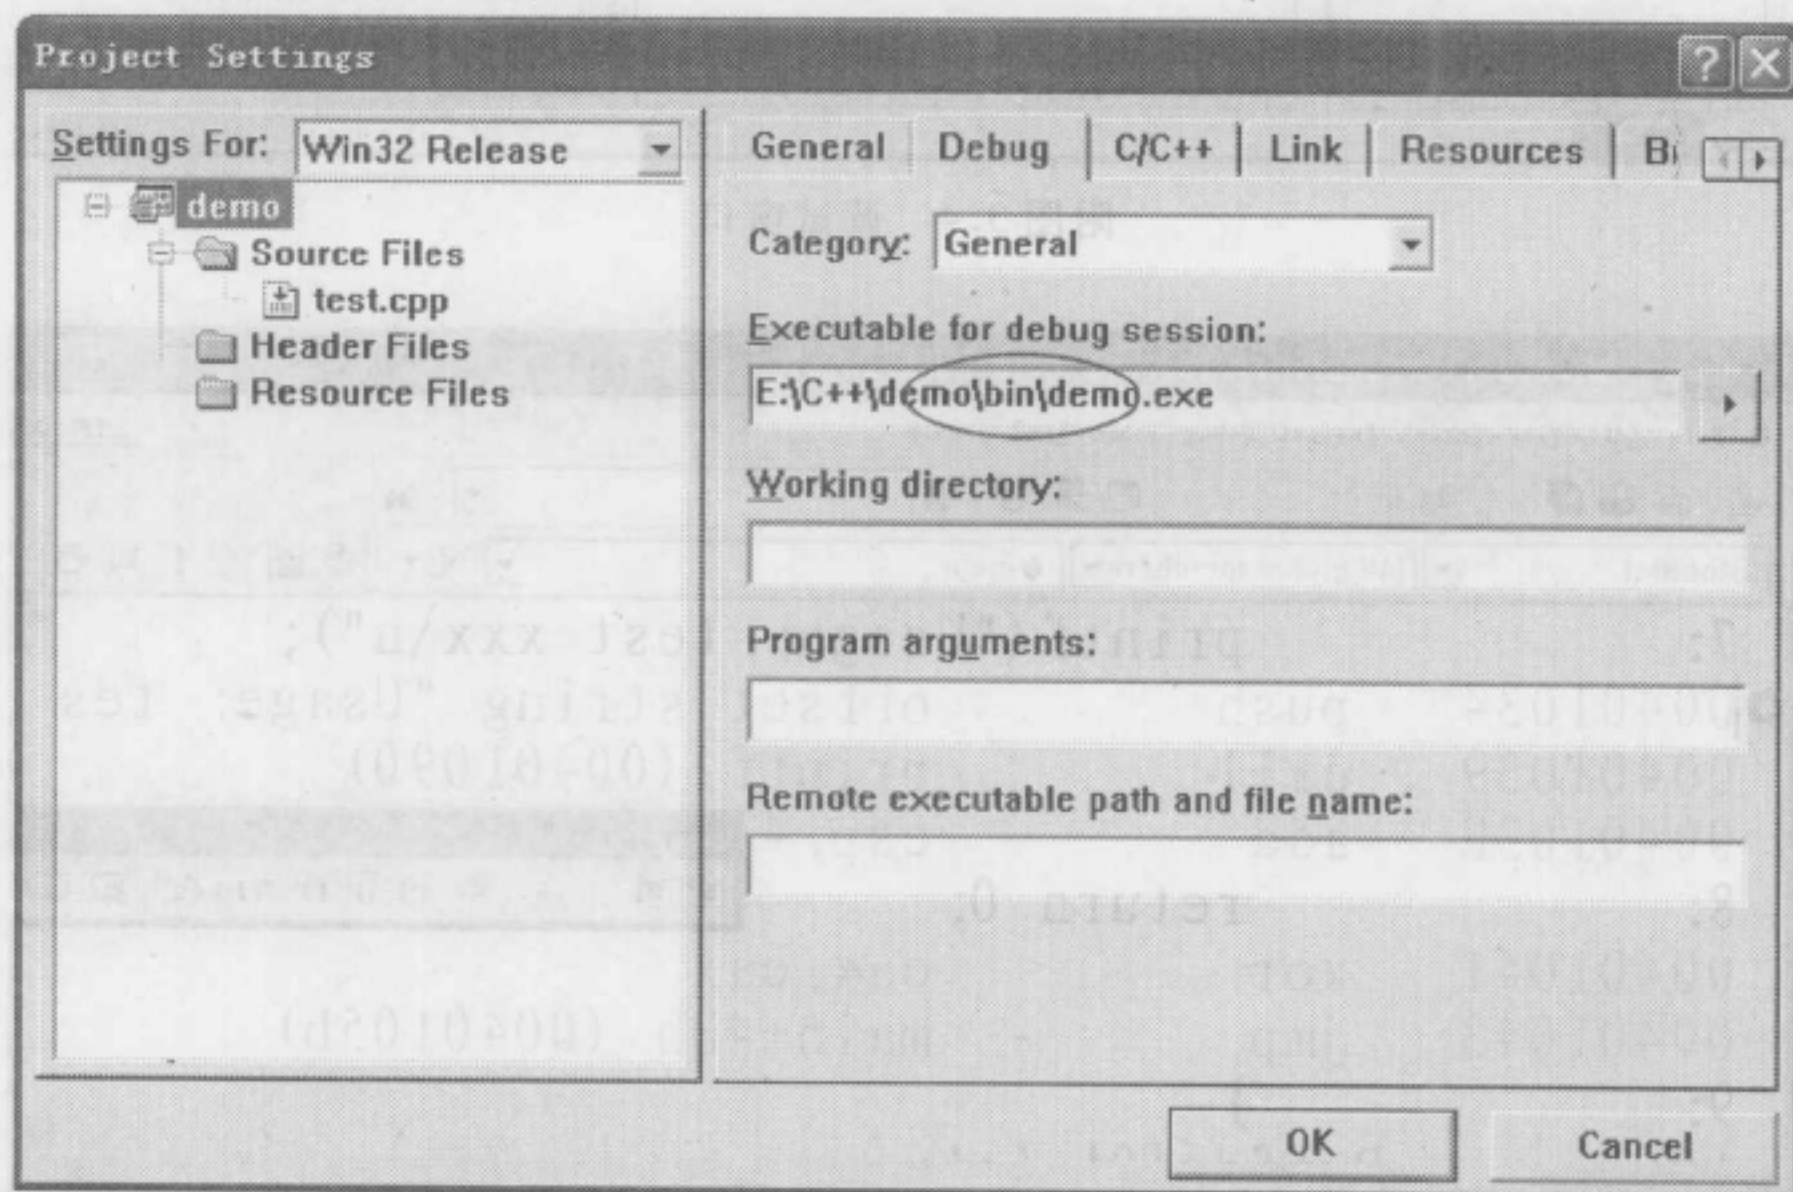 Project Settings
Settings For: Win32 Release
demo
Source Files
test.cpp
Header Files
Resource Files
General Debug C/C++ Link Resources
Category: General
Executable for debug session:
E:\C++\demo\bin\demo.exe
Working directory:
Program arguments:
Remote executable path and file name:
OK Cancel